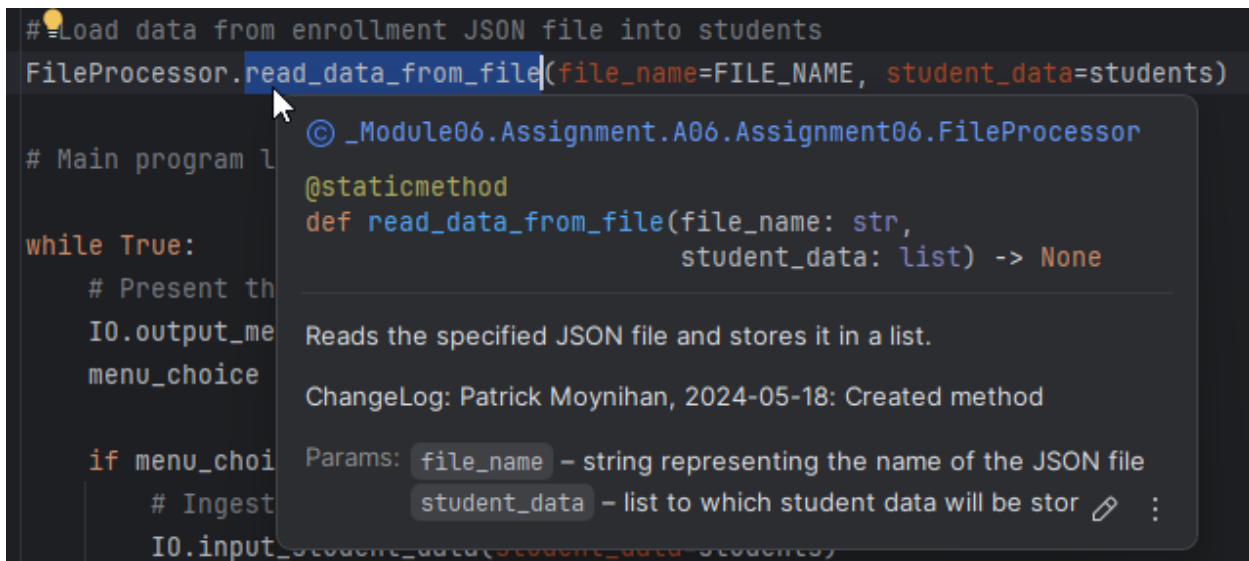 # Load data from enrollment JSON file into students
FileProcessor.read_data_from_file(file_name=FILE_NAME, student_data=students)
© _Module06.Assignment.A06.Assignment06.FileProcessor
# Main program l
@staticmethod
def read_data_from_file(file_name: str,
student_data: list) -> None
while True:
# Present th
IO.output_me
Reads the specified JSON file and stores it in a list.
menu_choice
ChangeLog: Patrick Moynihan, 2024-05-18: Created method
if menu_choi
Params: file_name – string representing the name of the JSON file
# Ingest
student_data – list to which student data will be stor
IO.input_student_data(student_data=students)